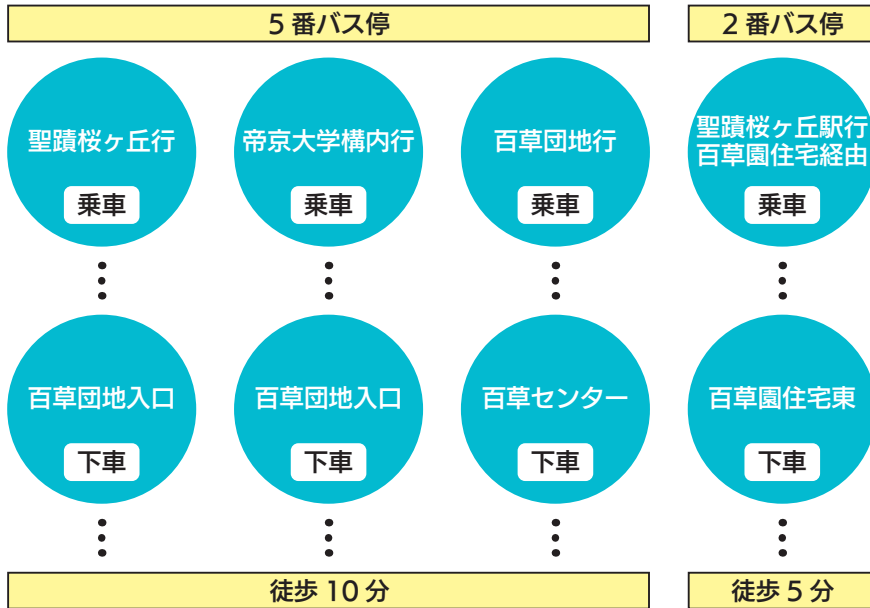 5番バス停
2番バス停
聖蹟桜ヶ丘行
乗車
帝京大学構内行
乗車
百草団地行
乗車
聖蹟桜ヶ丘駅行
百草園住宅経由
乗車
百草団地入口
下車
百草団地入口
下車
百草センター
下車
百草園住宅東
下車
徒歩10分
徒歩5分